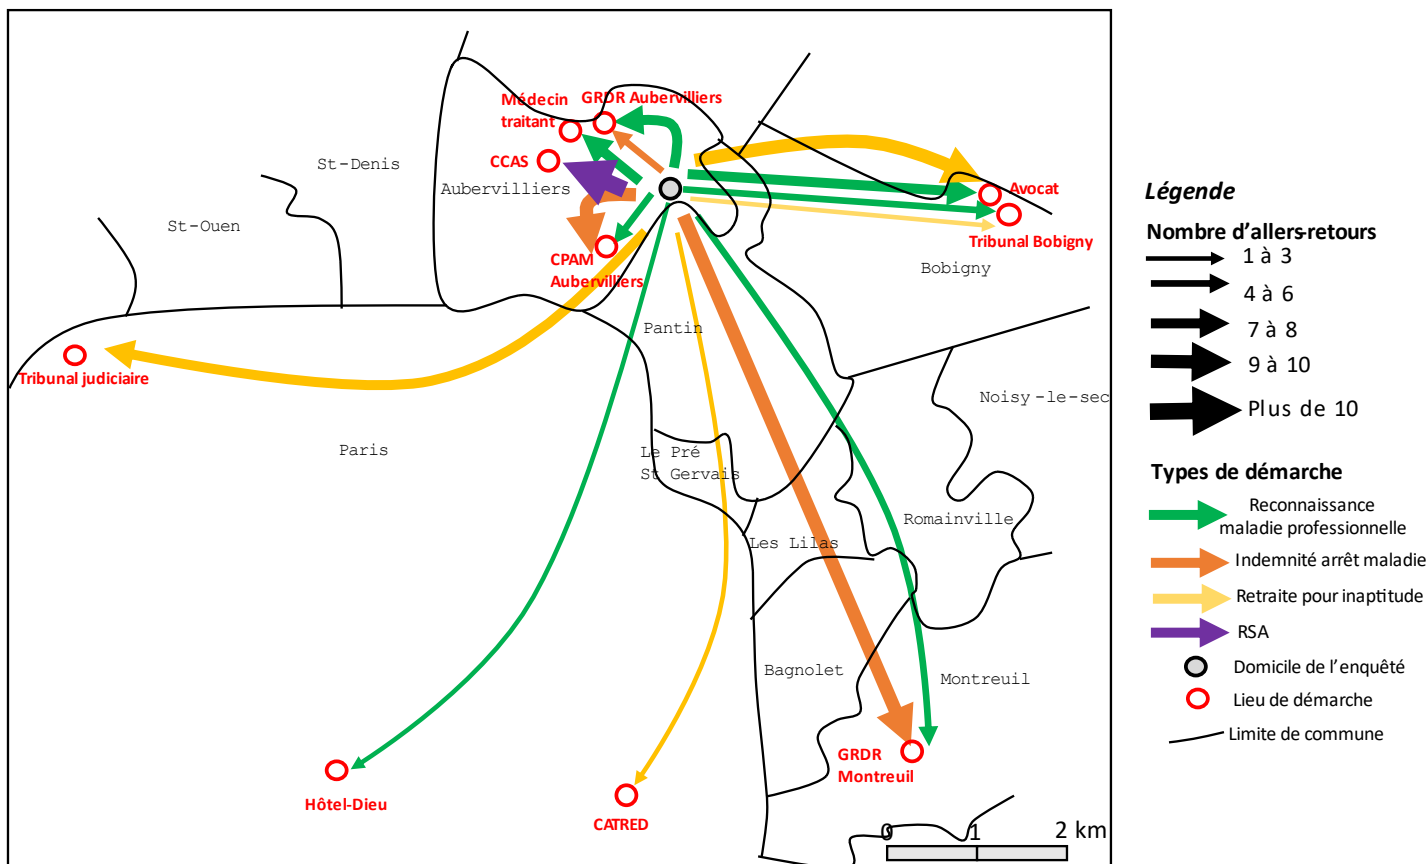 Médecin
traitant
GRDR Aubervilliers
CCAS
St-Denis
Aubervilliers
St-Ouen
CPAM
Aubervilliers
Avocat
Tribunal Bobigny
Bobigny
Pantin
Tribunal judiciaire
Noisy-le-sec
Paris
Le Pré
St Gervais
Romainville
Les Lilas
Bagnolet
Montreuil
GRDR
Montreuil
Hôtel-Dieu
CATRED
0 1 2 km
Légende
Nombre d'allers-retours
1 à 3
4 à 6
7 à 8
9 à 10
Plus de 10
Types de démarche
Reconnaissance
maladie professionnelle
Indemnité arrêt maladie
Retraite pour inaptitude
RSA
Domicile de l'enquêté
Lieu de démarche
Limite de commune